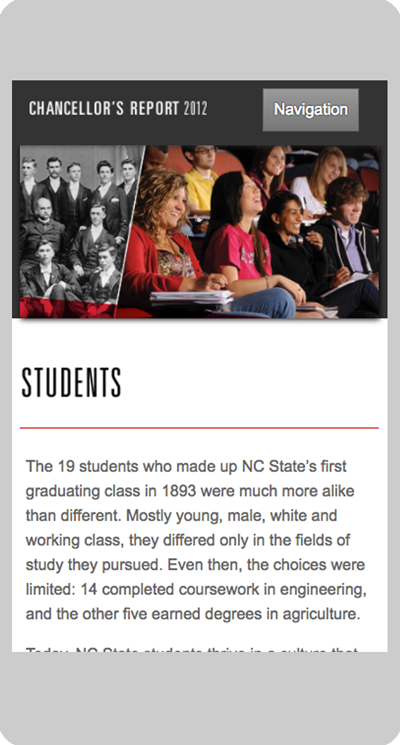 CHANCELLOR'S REPORT 2012
Navigation
STUDENTS
The 19 students who made up NC State's first
graduating class in 1893 were much more alike
than different. Mostly young, male, white and
working class, they differed only in the fields of
study they pursued. Even then, the choices were
limited: 14 completed coursework in engineering,
and the other five earned degrees in agriculture.
Today, NC State students thrive in a culture that